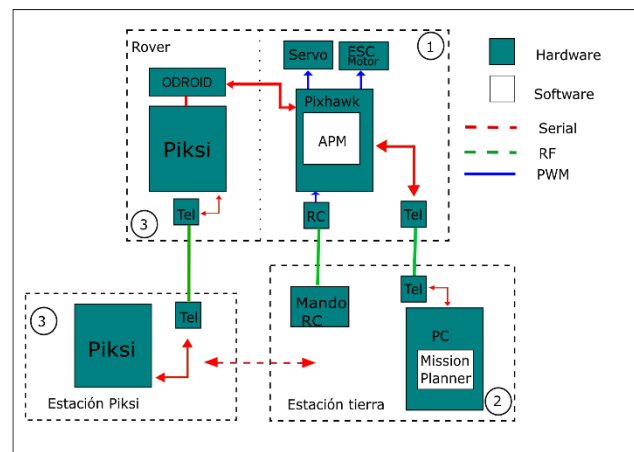 Rover
1
Servo
ESC
Motor
Hardware
ODROID
Pixhawk
Software
APM
Piksi
Serial
RF
PWM
3
Tel
RC
Tel
3
Tel
Tel
Mando
RC
Piksi
PC
Mission
Planner
Estación Piksi
Estación tierra
2